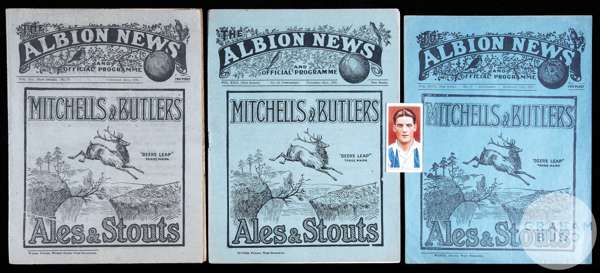 THE
ALBION NEWS
AND
OFFICIAL PROGRAMME
MITCHELLS & BUTLERS
"DEERS LEAP"
TRADE MARK
Ales & Stouts
THE
ALBION NEWS
AND
OFFICIAL PROGRAMME
MITCHELLS & BUTLERS
"DEERS LEAP"
TRADE MARK
Ales & Stouts
THE
ALBION NEWS
AND
OFFICIAL PROGRAMME
MITCHELLS & BUTLERS
"DEERS LEAP"
TRADE MARK
Ales & Stouts
GRAHAM
BUDD